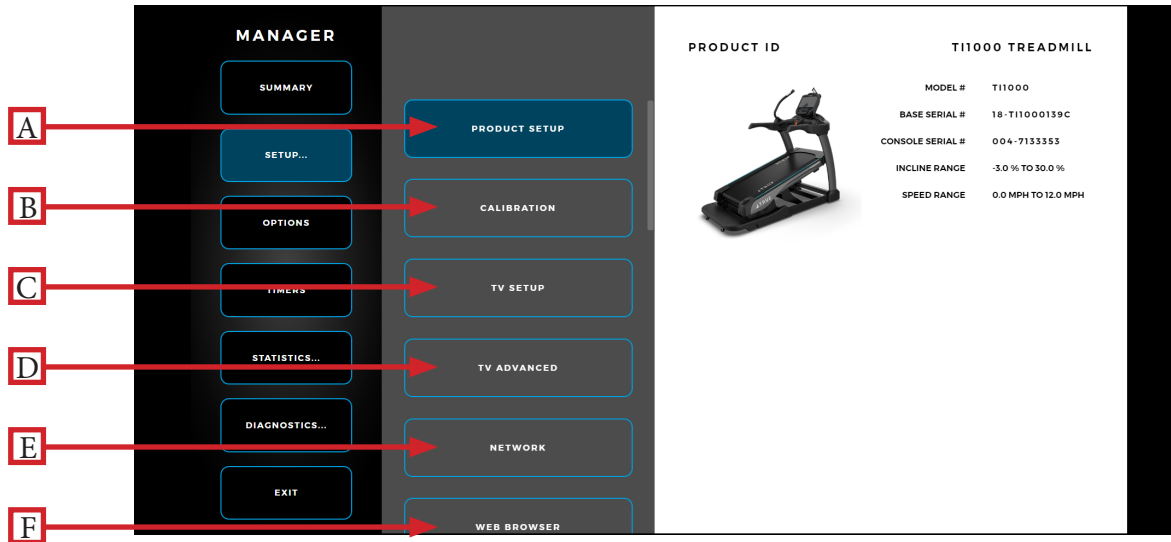 MANAGER
SUMMARY
SETUP...
OPTIONS
TIMERS
STATISTICS...
DIAGNOSTICS...
EXIT
A
B
C
D
E
F
PRODUCT SETUP
CALIBRATION
TV SETUP
TV ADVANCED
NETWORK
WEB BROWSER
PRODUCT ID
TI1000 TREADMILL
MODEL # TI1000
BASE SERIAL # 18-TI1000139C
CONSOLE SERIAL # 004-7133353
INCLINE RANGE -3.0 % TO 30.0 %
SPEED RANGE 0.0 MPH TO 12.0 MPH
TRUE
TRUE